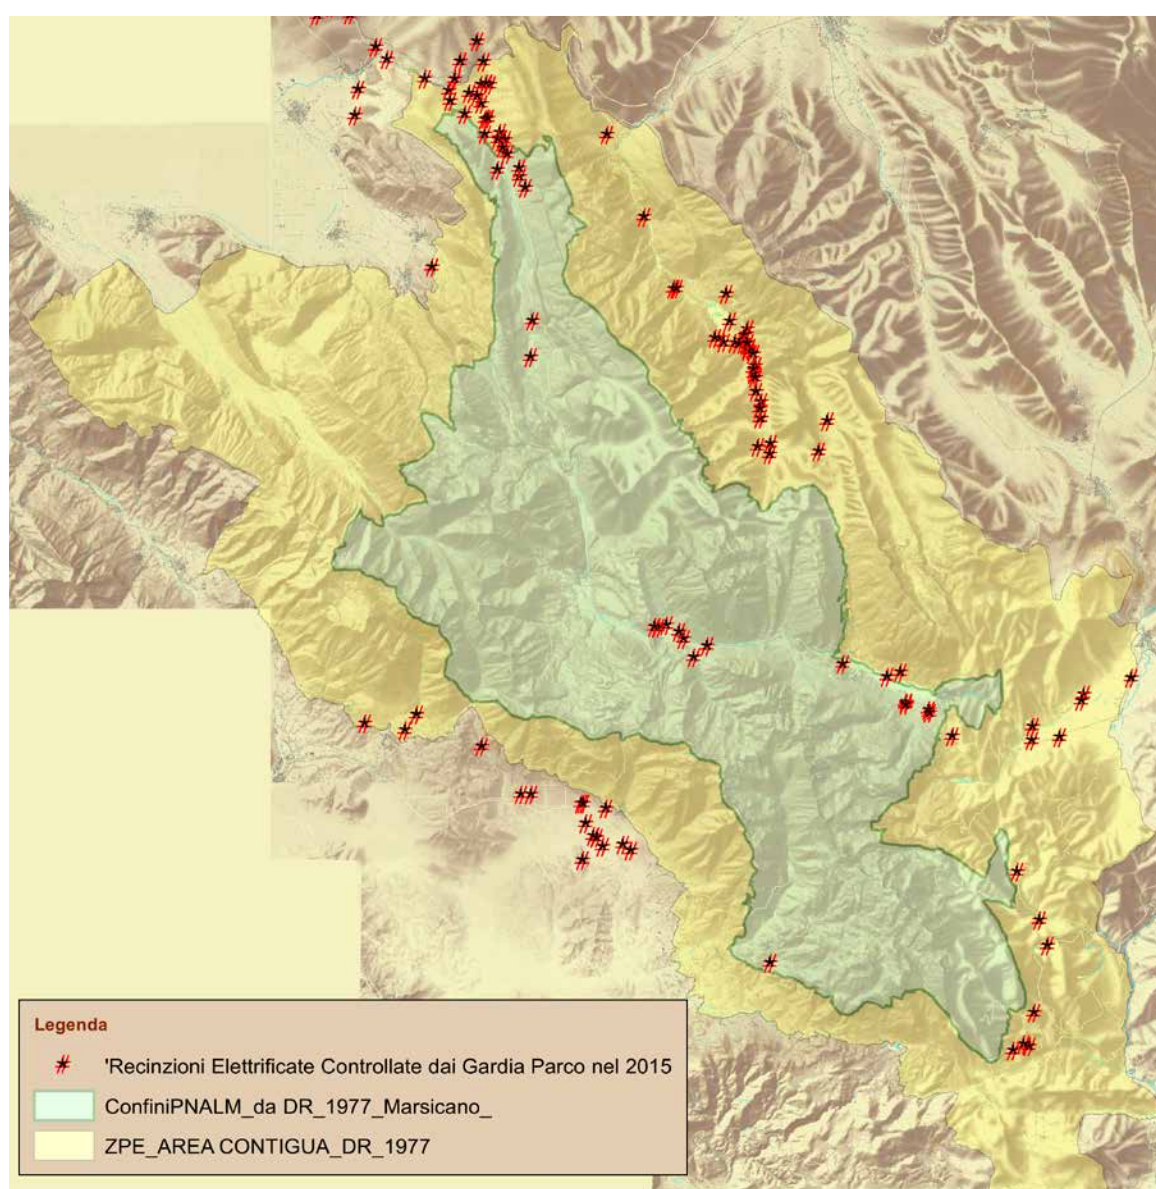 Legenda
'Recinzioni Elettrificate Controllate dai Gardia Parco nel 2015
ConfiniPNALM_da DR_1977_Marsicano_
ZPE_AREA CONTIGUA_DR_1977